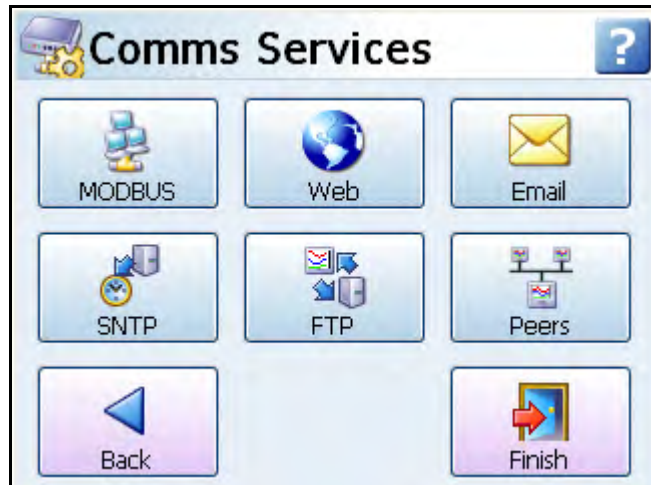 Comms Services ?
MODBUS Web Email
SNTP FTP Peers
Back Finish